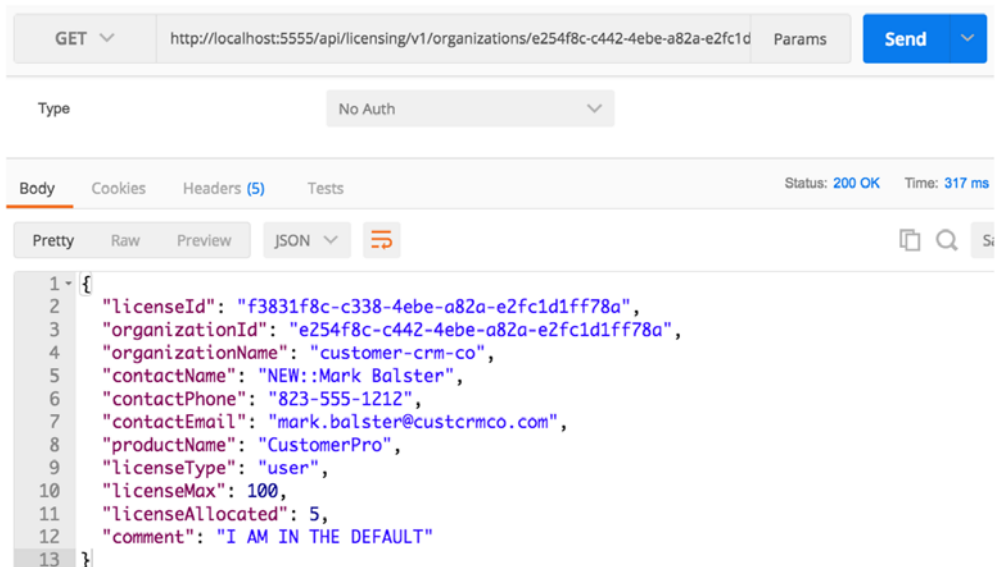 GET http://localhost:5555/api/licensing/v1/organizations/e254f8c-c442-4ebe-a82a-e2fc1d Params Send
Type No Auth
Body Cookies Headers (5) Tests Status: 200 OK Time: 317 ms
Pretty Raw Preview JSON
1 {
2 "licenseId": "f3831f8c-c338-4ebe-a82a-e2fc1d1ff78a",
3 "organizationId": "e254f8c-c442-4ebe-a82a-e2fc1d1ff78a",
4 "organizationName": "customer-crm-co",
5 "contactName": "NEW::Mark Balster",
6 "contactPhone": "823-555-1212",
7 "contactEmail": "mark.balster@custcrmco.com",
8 "productName": "CustomerPro",
9 "licenseType": "user",
10 "licenseMax": 100,
11 "licenseAllocated": 5,
12 "comment": "I AM IN THE DEFAULT"
13 }